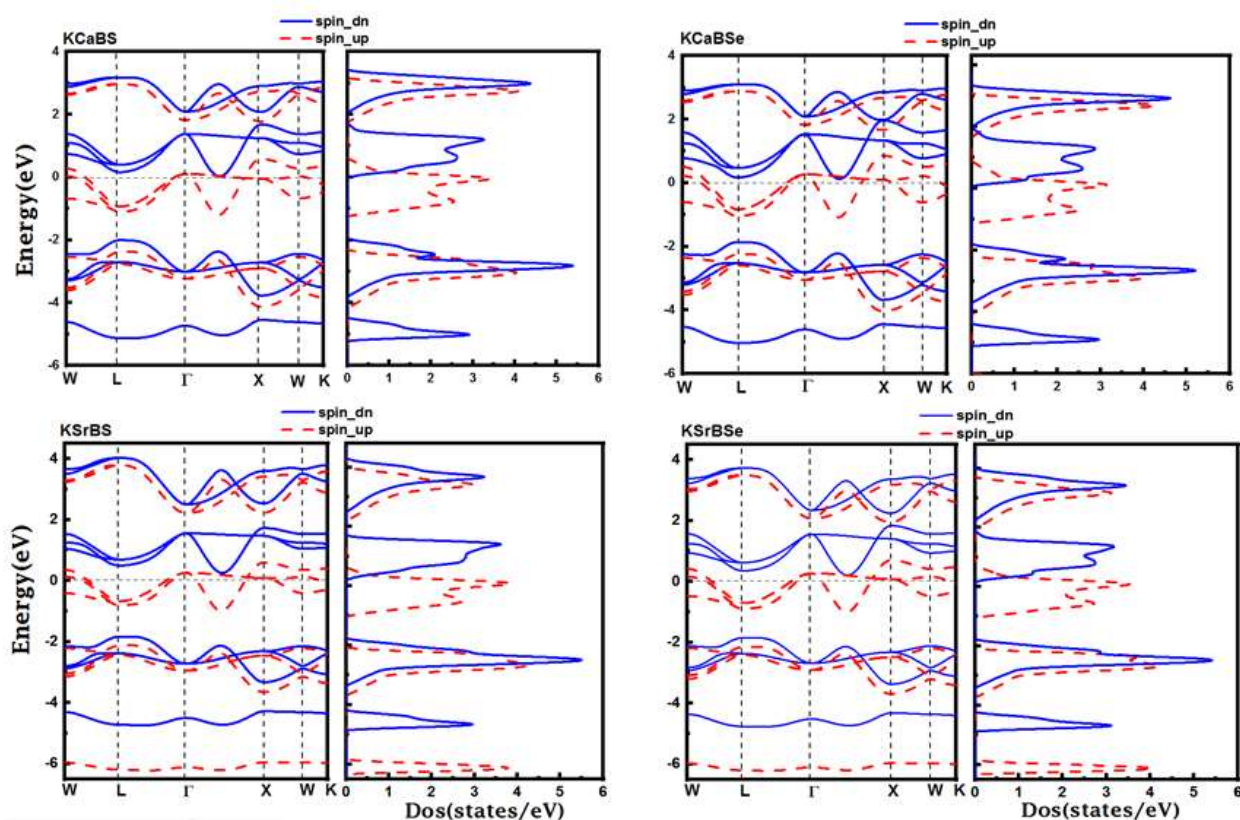 KCaBS
spin_dn
spin_up
KCaBSe
spin_dn
spin_up
Energy(eV)
4
2
0
-2
-4
-6
W L Γ X W K
0 1 2 3 4 5 6
4
2
0
-2
-4
-6
W L Γ X W K
0 1 2 3 4 5 6
KSrBS
spin_dn
spin_up
KSrBSe
spin_dn
spin_up
Energy(eV)
4
2
0
-2
-4
-6
W L Γ X W K
0 1 2 3 4 5 6
Dos(states/eV)
4
2
0
-2
-4
-6
W L Γ X W K
0 1 2 3 4 5 6
Dos(states/eV)